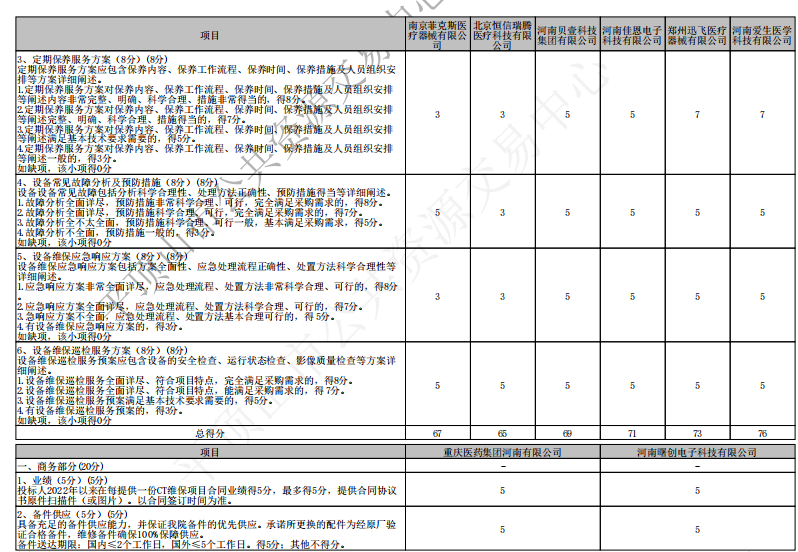 项目
南京菲克斯医
疗器械有限公
司
北京恒信瑞腾
医疗科技有限
公司
河南贝壹科技
集团有限公司
河南佳恩电子
科技有限公司
郑州迅飞医疗
器械有限公司
河南爱生医学
科技有限公司
3、定期保养服务方案（8分）(8分)
定期保养服务方案应包含保养内容、保养工作流程、保养时间、保养措施及人员组织安
排等方案详细阐述。
1.定期保养服务方案对保养内容、保养工作流程、保养时间、保养措施及人员组织安排
等阐述内容非常完整、明确、科学合理、措施非常得当的，得8分。
2.定期保养服务方案对保养内容、保养工作流程、保养时间、保养措施及人员组织安排
等阐述完整、明确、科学合理、措施得当的，得7分。
3.定期保养服务方案对保养内容、保养工作流程、保养时间、保养措施及人员组织安排
等阐述满足基本技术要求需要的，得5分。
4.定期保养服务方案对保养内容、保养工作流程、保养时间、保养措施及人员组织安排
等阐述一般的，得3分。
如缺项，该小项得0分
3 3 5 5 7 7
4、设备常见故障分析及预防措施（8分）(8分)
设备设备常见故障包括分析科学合理性、处理方法正确性、预防措施得当等详细阐述。
1.故障分析全面详尽，预防措施非常科学合理、可行，完全满足采购需求的，得8分。
2.故障分析全面详尽，预防措施科学合理、可行，完全满足采购需求的，得7分。
3.故障分析不全太全面，预防措施科学合理、可行一般，基本满足采购需求的，得5分。
4.故障分析不全面，预防措施一般的，得3分。
如缺项，该小项得0分
5 3 5 5 5 5
5、设备维保应急响应方案（8分）(8分)
设备维保应急响应方案包括方案全面性、应急处理流程正确性、处置方法科学合理性等
详细阐述。
1.应急响应方案非常全面详尽，应急处理流程、处置方法非常科学合理、可行的，得8分
。
2.应急响应方案全面详尽，应急处理流程、处置方法科学合理、可行的，得7分。
3.急响应方案不全面，应急处理流程、处置方法基本合理可行的，得 5分。
4.有设备维保应急响应方案的，得3分。
如缺项，该小项得0分
3 3 5 5 5 5
6、设备维保巡检服务方案（8分）(8分)
设备维保巡检服务预案应包含设备的安全检查、运行状态检查、影像质量检查等方案详
细阐述。
1.设备维保巡检服务全面详尽、符合项目特点，完全满足采购需求的，得8分。
2.设备维保巡检服务全面详尽、符合项目特点，能满足采购需求的，得 7分。
3.设备维保巡检服务预案满足基本技术要求需要的，得5分。
4.有设备维保巡检服务预案的，得3分。
如缺项，该小项得0分
5 5 5 5 5 5
总得分 67 65 69 71 73 76
项目 重庆医药集团河南有限公司 河南曙创电子科技有限公司
一、商务部分(20分) - -
1、业绩（5分）(5分)
投标人2022年以来在每提供一份CT维保项目合同业绩得5分，最多得5分，提供合同协议
书原件扫描件（或图片）。以合同签订时间为准。
5 5
2、备件供应（5分）(5分)
具备充足的备件供应能力，并保证我院备件的优先供应。承诺所更换的配件为经原厂验
证合格备件，维修备件确保100%保障供应。
备件送达期限：国内≤2个工作日，国外≤5个工作日。得5分；其他不得分。
5 5